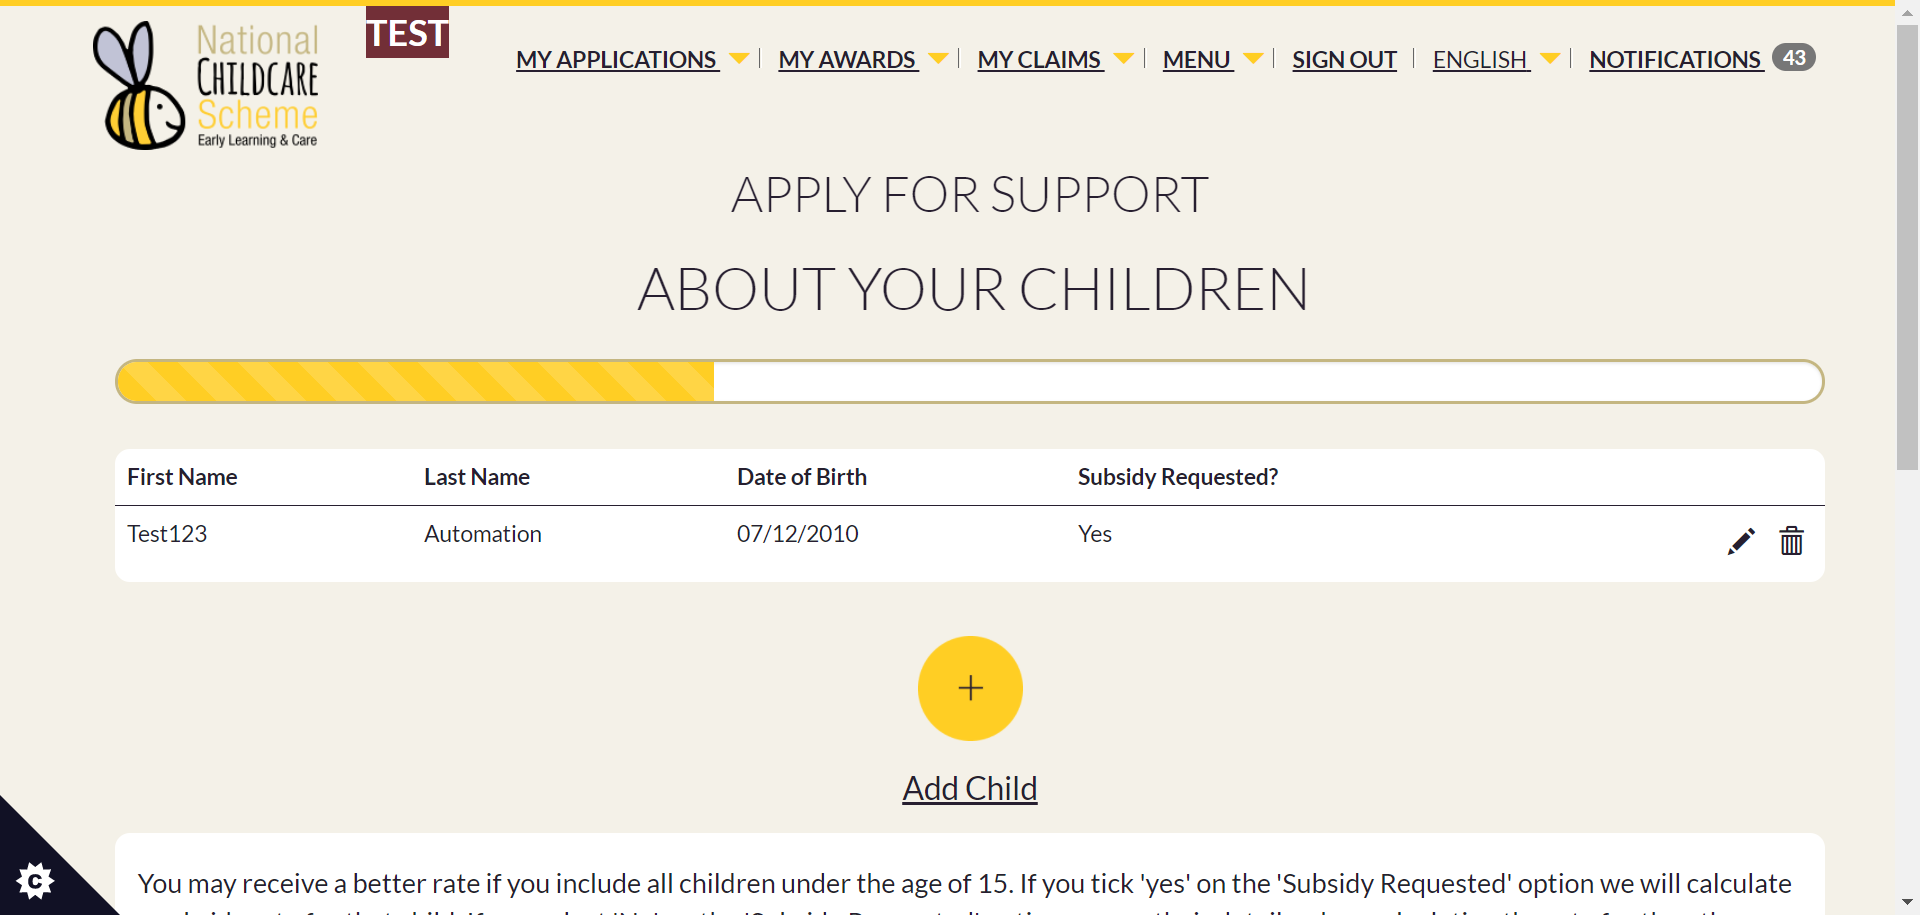 National
CHILDCARE
Scheme
Early Learning & Care
TEST
MY APPLICATIONS MY AWARDS MY CLAIMS MENU SIGN OUT ENGLISH NOTIFICATIONS 43
APPLY FOR SUPPORT
ABOUT YOUR CHILDREN
First Name Last Name Date of Birth Subsidy Requested?
Test123 Automation 07/12/2010 Yes
+
Add Child
You may receive a better rate if you include all children under the age of 15. If you tick 'yes' on the 'Subsidy Requested' option we will calculate